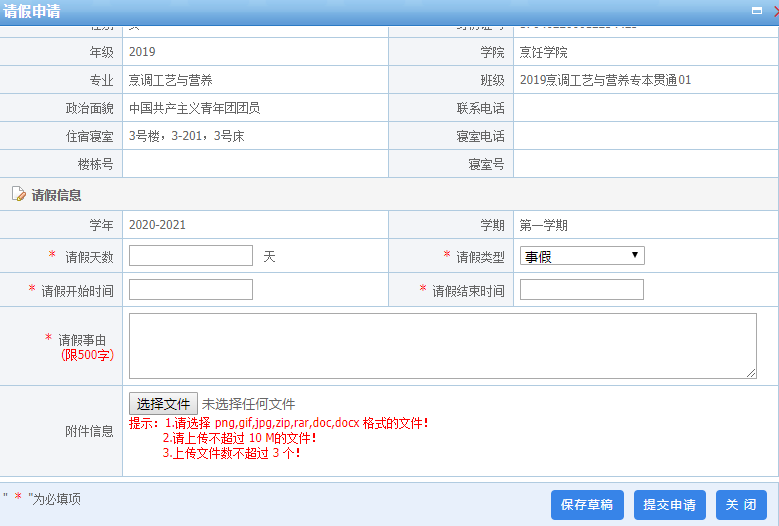 请假申请
年级 2019 学院 烹饪学院
专业 烹调工艺与营养 班级 2019烹调工艺与营养专本贯通01
政治面貌 中国共产主义青年团团员 联系电话
住宿寝室 3号楼，3-201，3号床 寝室电话
楼栋号 寝室号
请假信息
学年 2020-2021 学期 第一学期
* 请假天数 天 * 请假类型 事假
* 请假开始时间 * 请假结束时间
* 请假事由
(限500字)
选择文件 未选择任何文件
附件信息 提示：1.请选择 png,gif,jpg,zip,rar,doc,docx 格式的文件！
2.请上传不超过 10 M的文件！
3.上传文件数不超过 3 个！
" * "为必填项 保存草稿 提交申请 关 闭